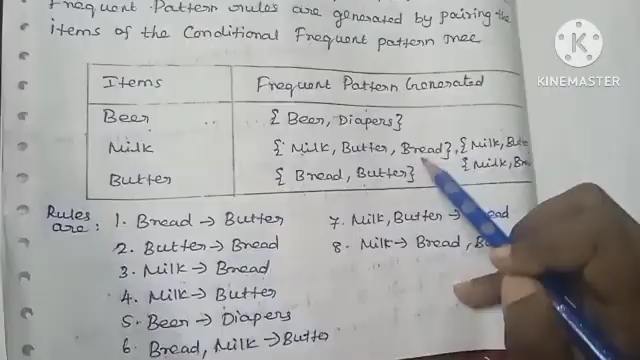 Frequent Pattern rules are generated by pairing the
items of the Conditional Frequent pattern tree
KINEMASTER
Items Frequent Pattern Generated
Beer { Beer, Diapers}
Milk { Milk, Butter, Bread}, {Milk, Butte
{Milk, Bre
Butter { Bread, Butter}
Rules are: 1. Bread → Butter
2. Butter → Bread
3. Milk → Bread
4. Milk → Butter
5. Beer → Diapers
6. Bread, Milk → Butter
7. Milk, Butter → Bread
8. Milk → Bread,